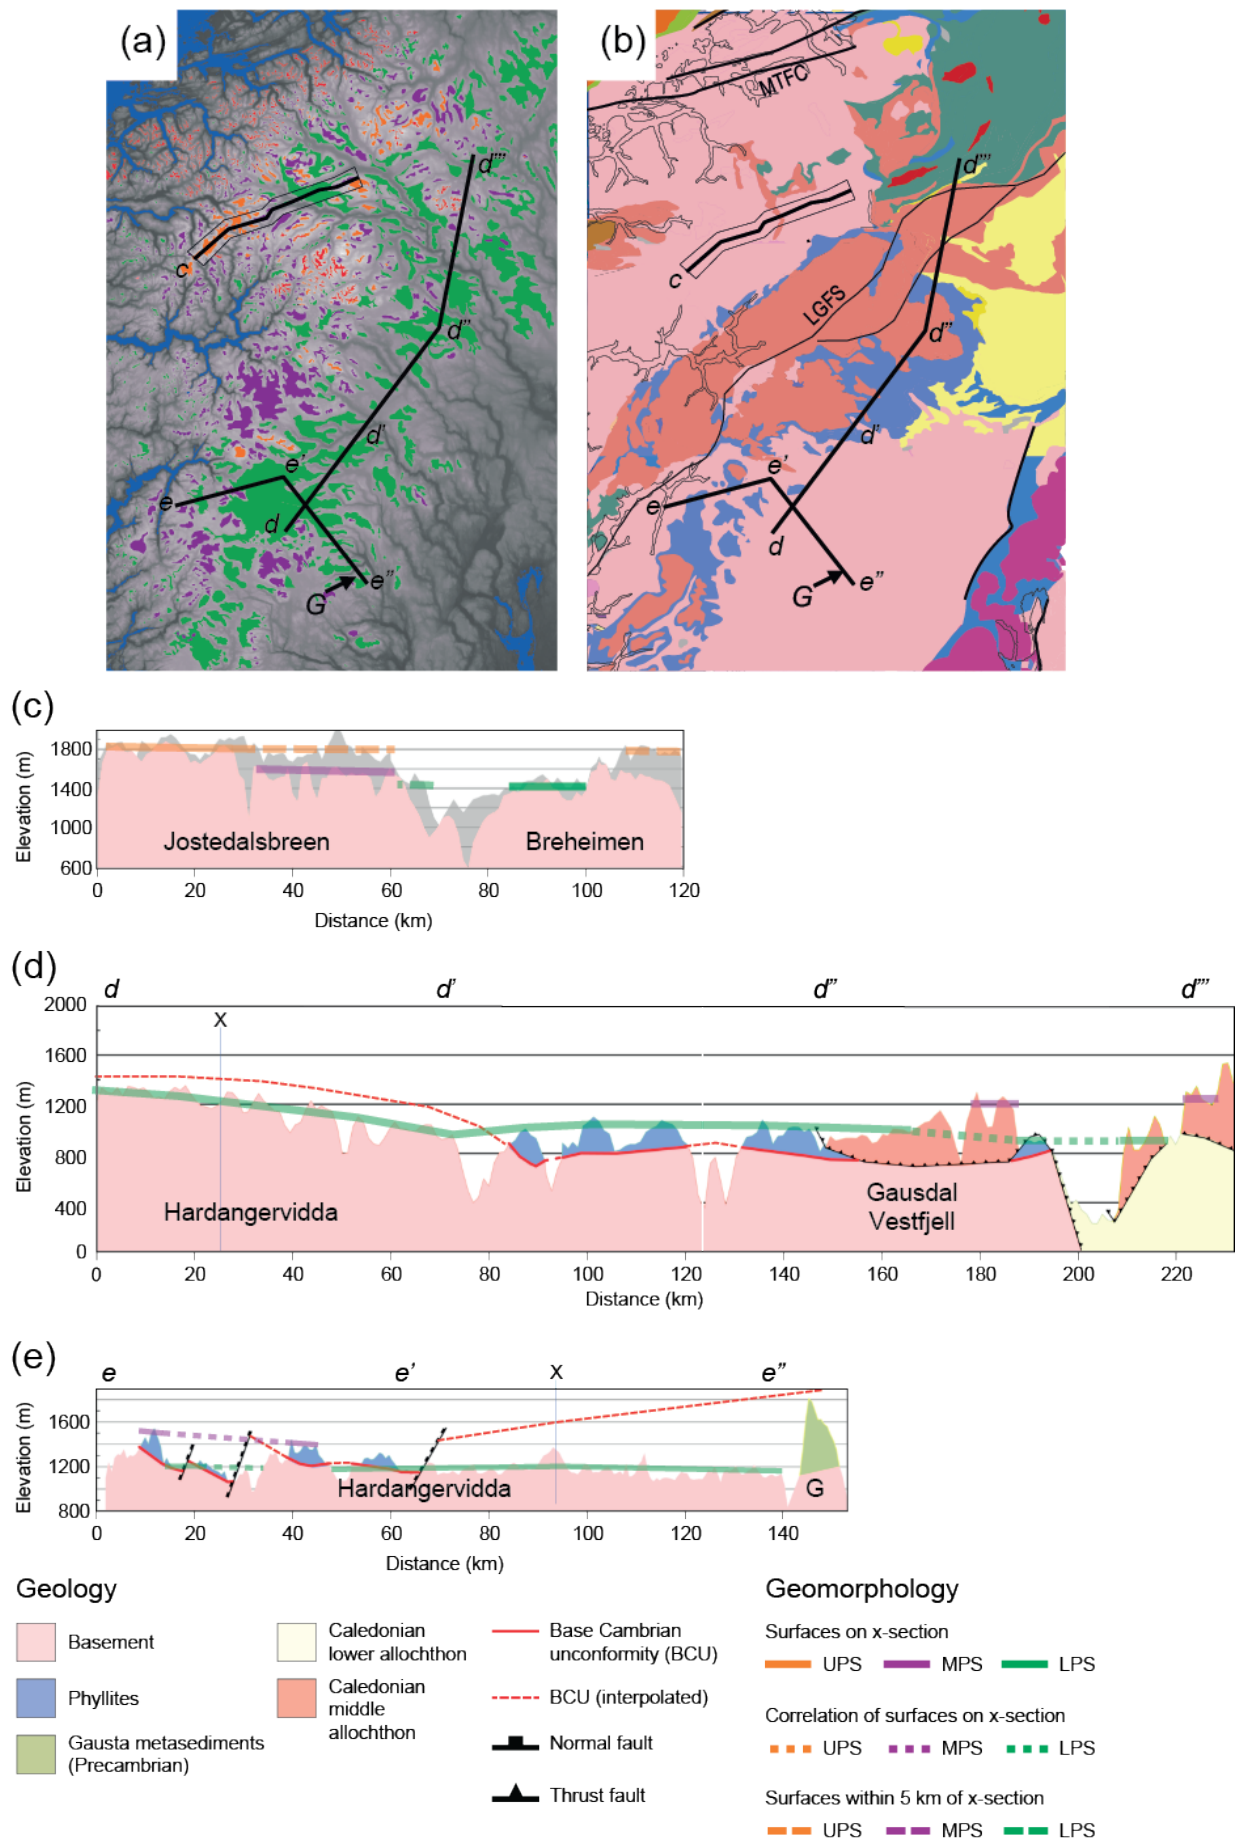 (a)
(b)
MTFC
d'''
d'''
c
c
LGFS
d''
d''
d'
d'
e'
e'
e
e
d
d
G
e''
G
e''
(c)
Elevation (m)
1800
1400
1000
600
Jostedalsbreen
Breheimen
0
20
40
60
80
100
120
Distance (km)
(d)
d
d'
d''
d'''
2000
1600
1200
800
400
0
Elevation (m)
X
Hardangervidda
Gausdal
Vestfjell
0
20
40
60
80
100
120
140
160
180
200
220
Distance (km)
(e)
e
e'
X
e''
Elevation (m)
1600
1200
800
Hardangervidda
G
0
20
40
60
80
100
120
140
Distance (km)
Geology
Basement
Phyllites
Gausta metasediments
(Precambrian)
Caledonian
lower allochthon
Caledonian
middle
allochthon
Base Cambrian
unconformity (BCU)
BCU (interpolated)
Normal fault
Thrust fault
Geomorphology
Surfaces on x-section
UPS MPS LPS
Correlation of surfaces on x-section
UPS MPS LPS
Surfaces within 5 km of x-section
UPS MPS LPS